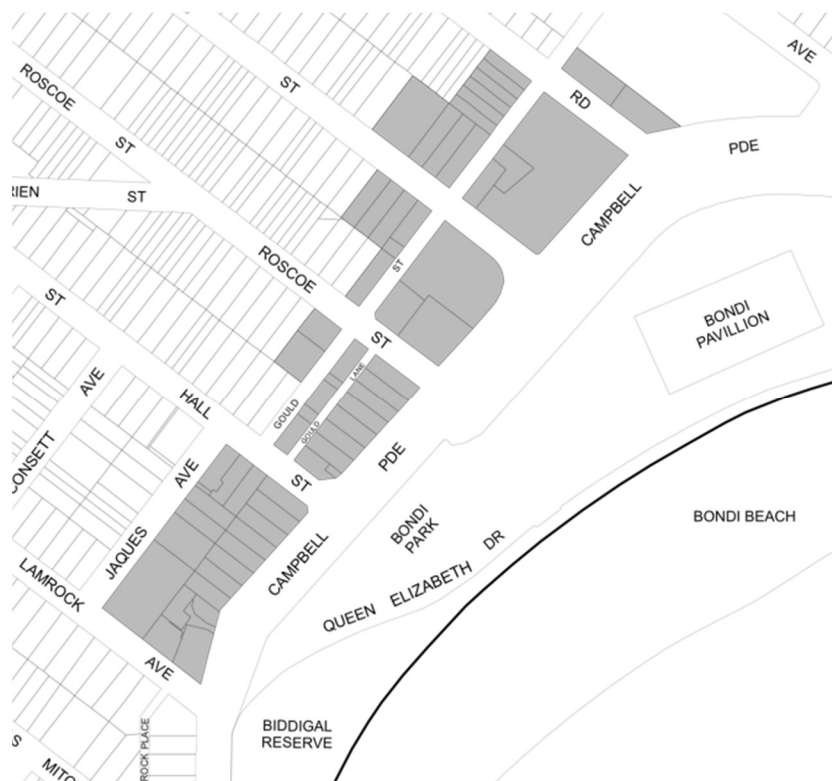 AVE
ROSCOE
ST
RD
ST
PDE
RIEN
ST
CAMPBELL
ROSCOE
ST
BONDI
PAVILLION
ST
ST
LANE
AVE
HALL
GOULD
GOULD
CONSETT
AVE
ST
PDE
JAQUES
BONDI
PARK
BONDI BEACH
CAMPBELL
DR
LAMROCK
QUEEN
ELIZABETH
AVE
BIDDIGAL
RESERVE
ROCK PLACE
S
MITC